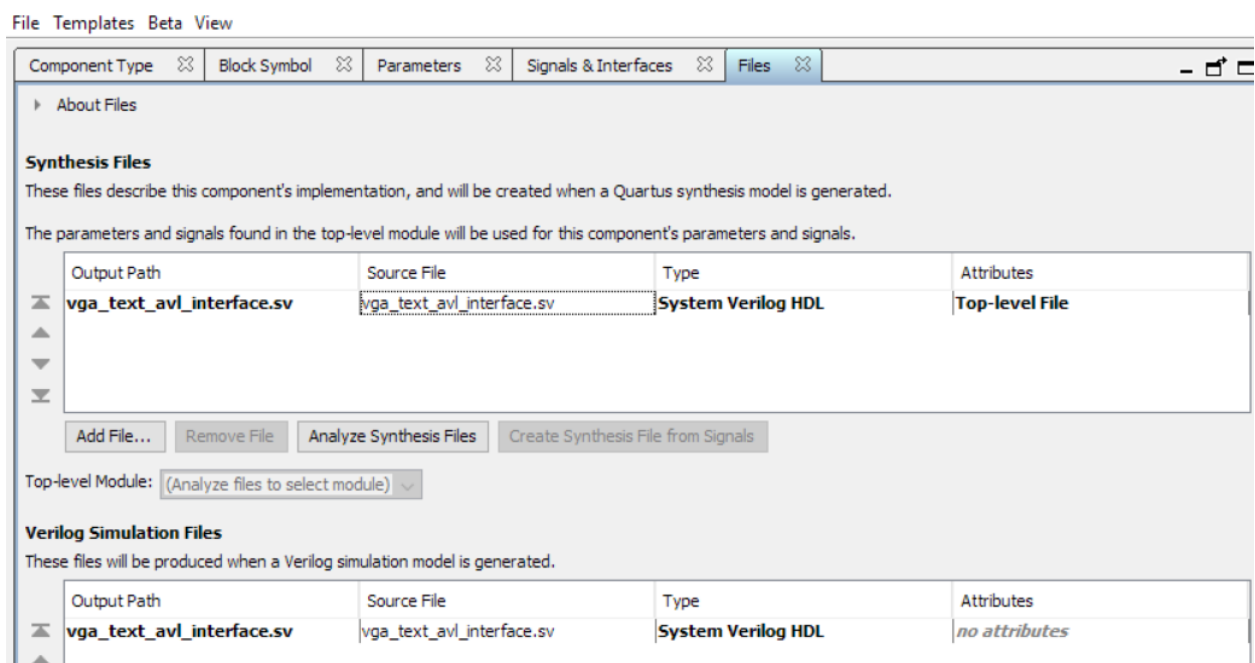 File Templates Beta View
Component Type Block Symbol Parameters Signals & Interfaces Files
About Files
Synthesis Files
These files describe this component's implementation, and will be created when a Quartus synthesis model is generated.
The parameters and signals found in the top-level module will be used for this component's parameters and signals.
Output Path Source File Type Attributes
vga_text_avl_interface.sv vga_text_avl_interface.sv System Verilog HDL Top-level File
Add File... Remove File Analyze Synthesis Files Create Synthesis File from Signals
Top-level Module: (Analyze files to select module)
Verilog Simulation Files
These files will be produced when a Verilog simulation model is generated.
Output Path Source File Type Attributes
vga_text_avl_interface.sv vga_text_avl_interface.sv System Verilog HDL no attributes